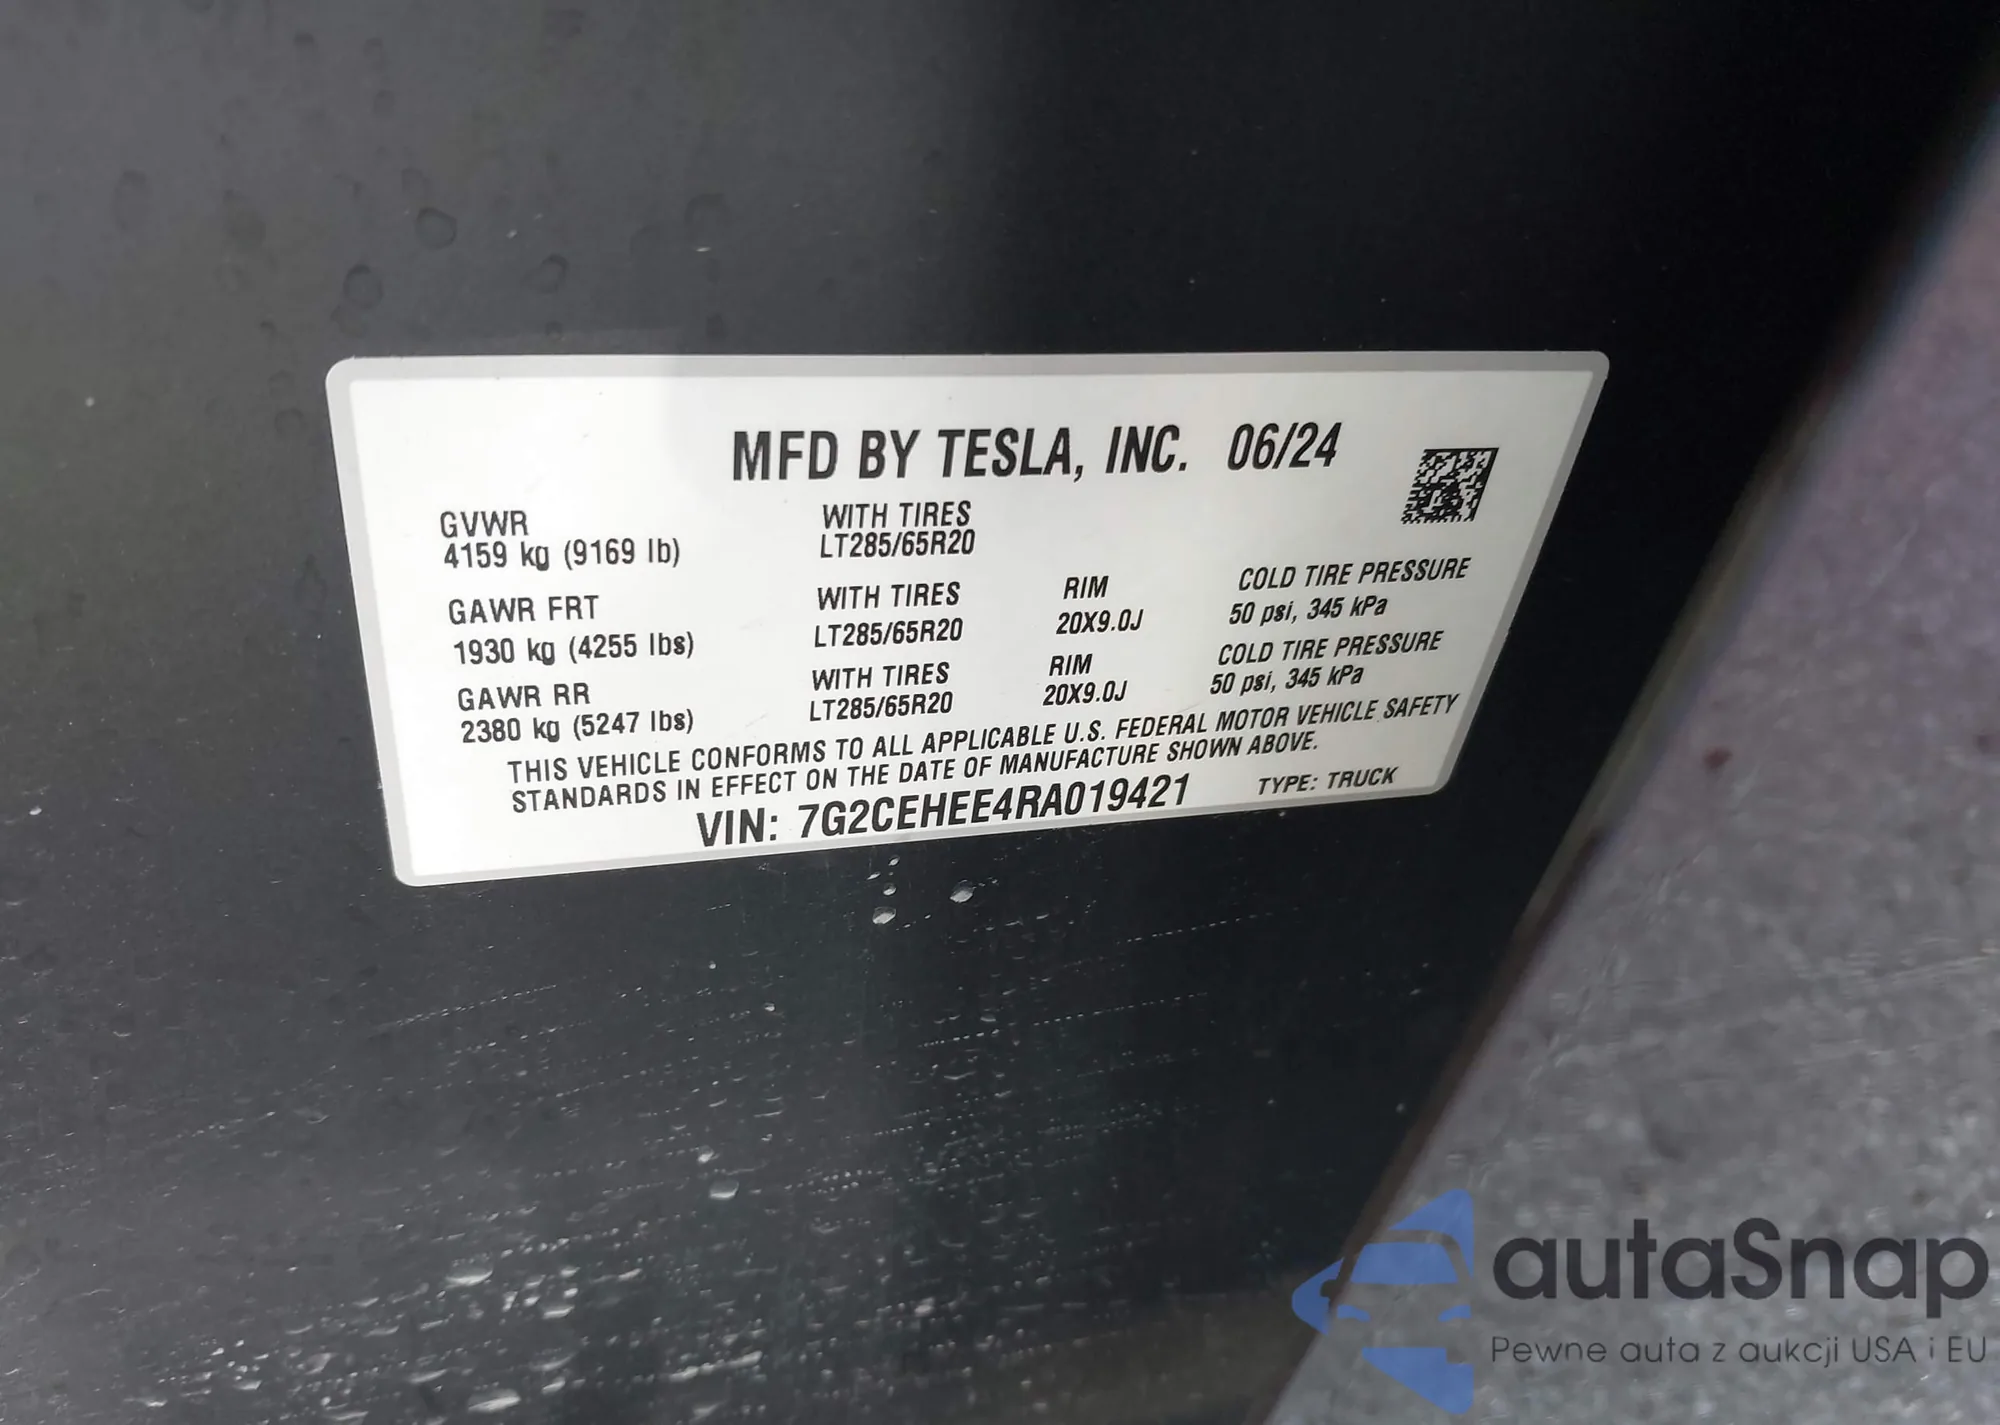 MFD BY TESLA, INC. 06/24
GVWR
4159 kg (9169 lb)
WITH TIRES
LT285/65R20
GAWR FRT
1930 kg (4255 lbs)
WITH TIRES
LT285/65R20
RIM
20X9.0J
COLD TIRE PRESSURE
50 psi, 345 kPa
GAWR RR
2380 kg (5247 lbs)
WITH TIRES
LT285/65R20
RIM
20X9.0J
COLD TIRE PRESSURE
50 psi, 345 kPa
THIS VEHICLE CONFORMS TO ALL APPLICABLE U.S. FEDERAL MOTOR VEHICLE SAFETY
STANDARDS IN EFFECT ON THE DATE OF MANUFACTURE SHOWN ABOVE.
VIN: 7G2CEHEE4RA019421
TYPE: TRUCK
autaSnap
Pewne auta z aukcji USA i EU